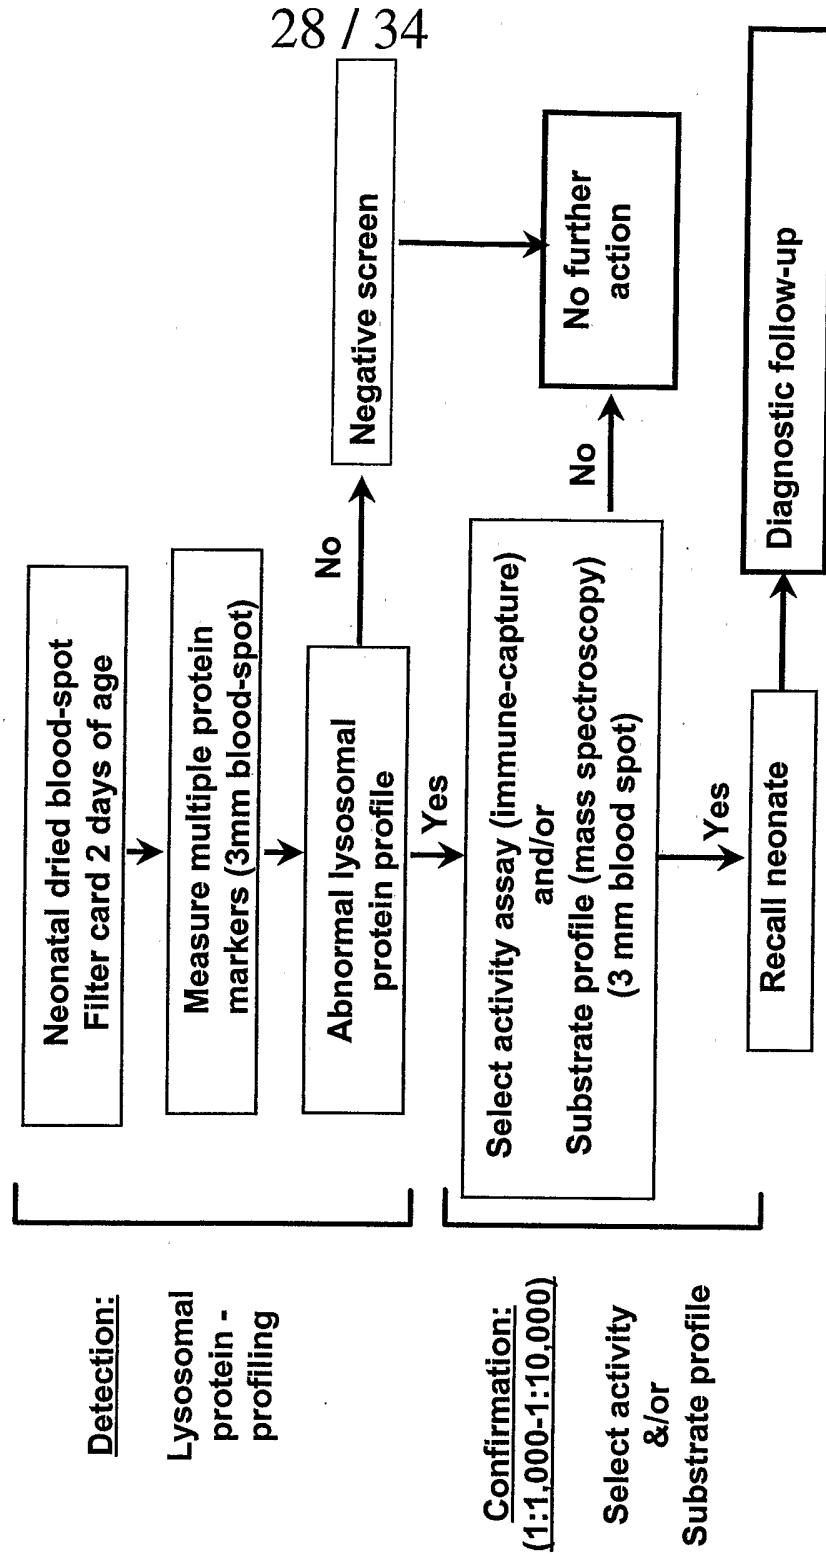 28 / 34
Detection:
Lysosomal
protein -
profiling
Neonatal dried blood-spot
Filter card 2 days of age
Measure multiple protein
markers (3mm blood-spot)
Abnormal lysosomal
protein profile
No
Negative screen
Yes
Confirmation:
(1:1,000-1:10,000)
Select activity
&/or
Substrate profile
Select activity assay (immune-capture)
and/or
Substrate profile (mass spectroscopy)
(3 mm blood spot)
No
No further
action
Yes
Recall neonate
Diagnostic follow-up